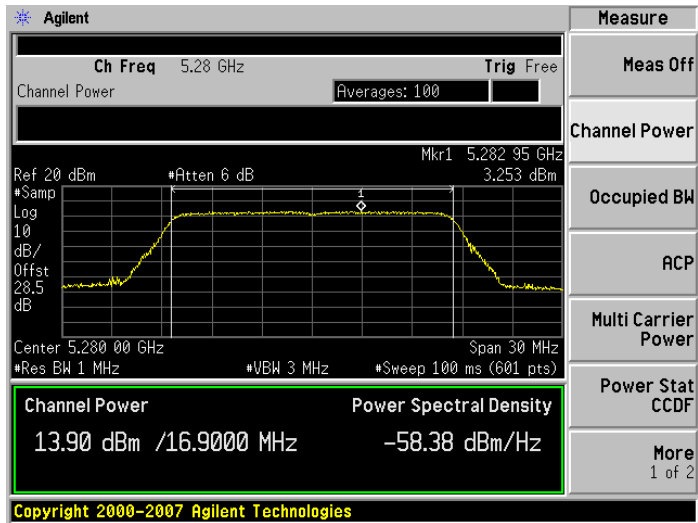 Agilent
Measure
Ch Freq 5.28 GHz Trig Free
Channel Power Averages: 100
Mkr1 5.282 95 GHz
Ref 20 dBm #Atten 6 dB 3.253 dBm
#Samp
Log
10
dB/
Offst
28.5
dB
1
Center 5.280 00 GHz Span 30 MHz
#Res BW 1 MHz #VBW 3 MHz #Sweep 100 ms (601 pts)
Channel Power Power Spectral Density
13.90 dBm /16.9000 MHz -58.38 dBm/Hz
Copyright 2000-2007 Agilent Technologies
Meas Off
Channel Power
Occupied BW
ACP
Multi Carrier
Power
Power Stat
CCDF
More
1 of 2